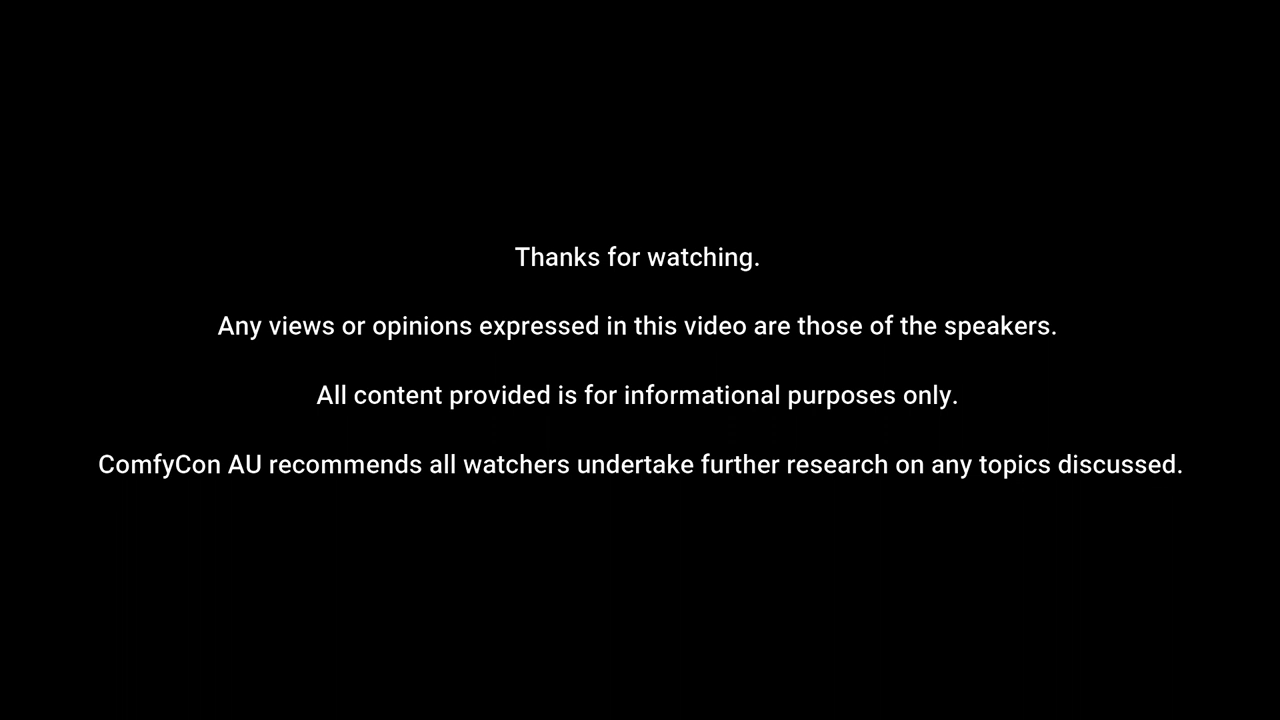 Thanks for watching.
Any views or opinions expressed in this video are those of the speakers.
All content provided is for informational purposes only.
ComfyCon AU recommends all watchers undertake further research on any topics discussed.